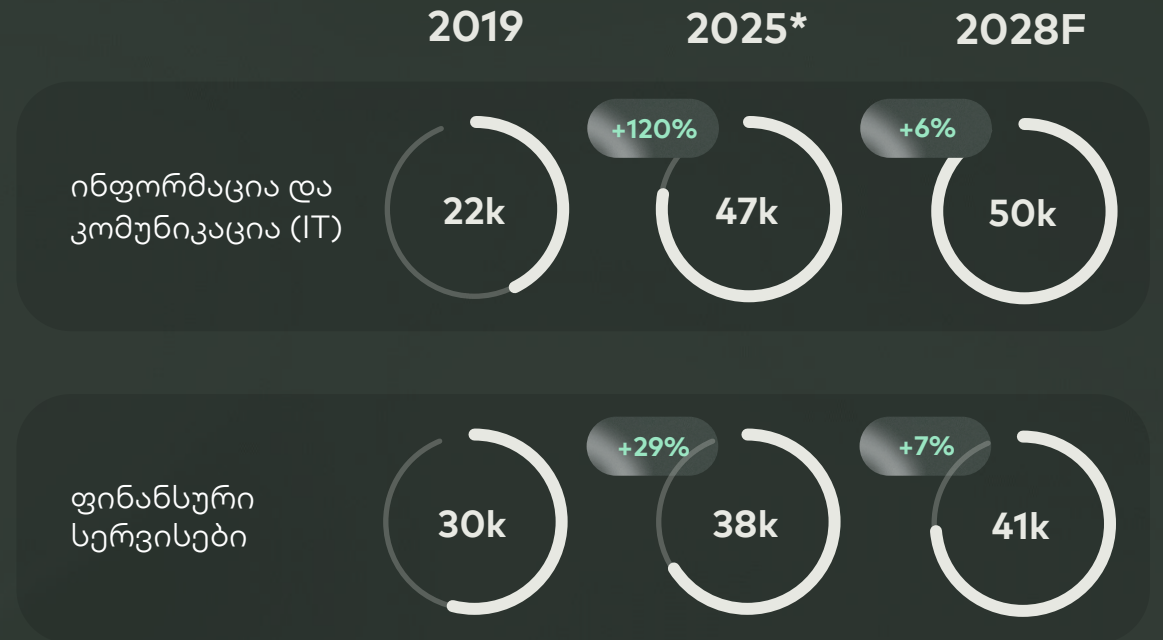 2019 2025* 2028F
+120% +6%
ინფორმაცია და
კომუნიკაცია (IT)
22k 47k 50k
+29% +7%
ფინანსური
სერვისები
30k 38k 41k